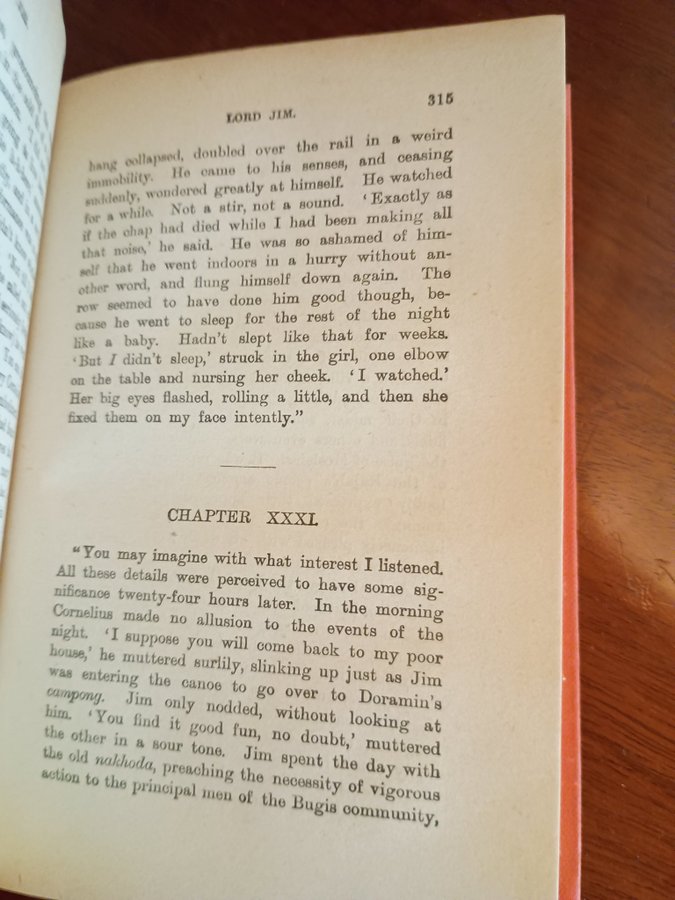 LORD JIM. 315
hang collapsed, doubled over the rail in a weird
immobility. He came to his senses, and ceasing
suddenly, wondered greatly at himself. He watched
for a while. Not a stir, not a sound. ‘Exactly as
if the chap had died while I had been making all
that noise,’ he said. He was so ashamed of him-
self that he went indoors in a hurry without an-
other word, and flung himself down again. The
row seemed to have done him good though, be-
cause he went to sleep for the rest of the night
like a baby. Hadn’t slept like that for weeks.
‘But I didn’t sleep,’ struck in the girl, one elbow
on the table and nursing her cheek. ‘I watched.’
Her big eyes flashed, rolling a little, and then she
fixed them on my face intently.”
CHAPTER XXXI.
“You may imagine with what interest I listened.
All these details were perceived to have some sig-
nificance twenty-four hours later. In the morning
Cornelius made no allusion to the events of the
night. ‘I suppose you will come back to my poor
house,’ he muttered surlily, slinking up just as Jim
was entering the canoe to go over to Doramin’s
campong. Jim only nodded, without looking at
him. ‘You find it good fun, no doubt,’ muttered
the other in a sour tone. Jim spent the day with
the old nakhoda, preaching the necessity of vigorous
action to the principal men of the Bugis community,